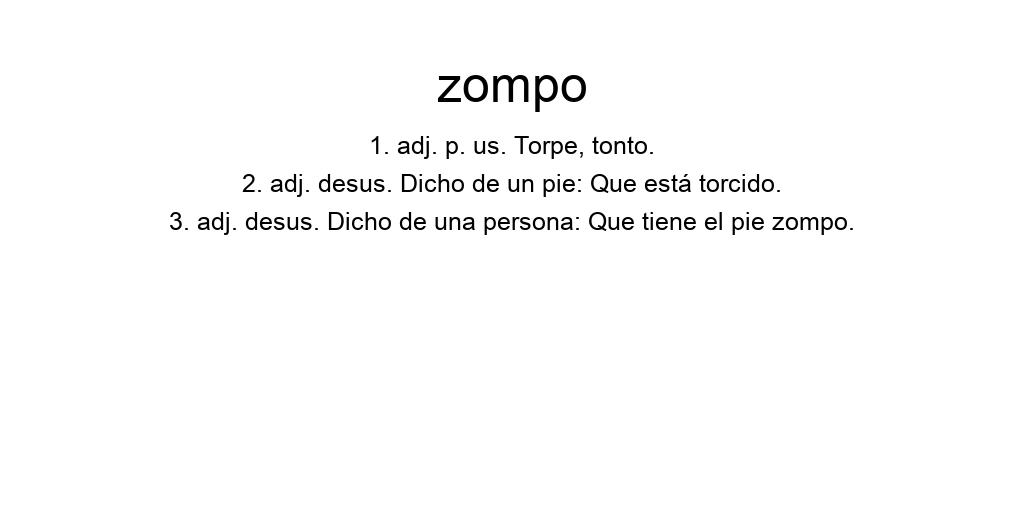 zompo
1. adj. p. us. Torpe, tonto.
2. adj. desus. Dicho de un pie: Que está torcido.
3. adj. desus. Dicho de una persona: Que tiene el pie zompo.